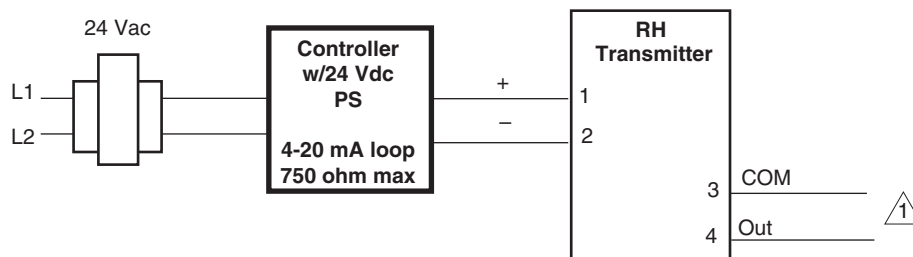 24 Vac
L1
L2
Controller
w/24 Vdc
PS
4-20 mA loop
750 ohm max
+
–
RH
Transmitter
1
2
3
COM
4
Out
1